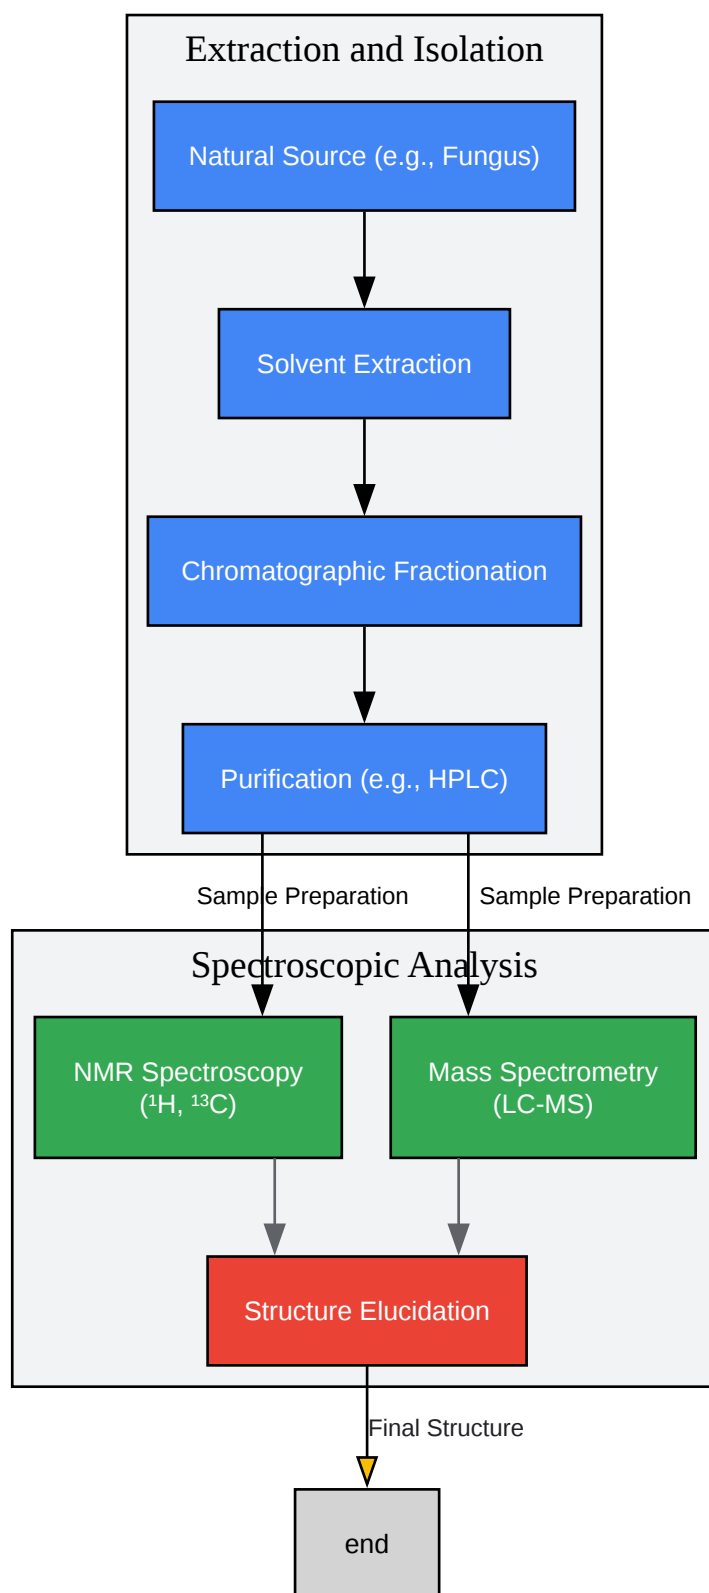 Extraction and Isolation
Natural Source (e.g., Fungus)
Solvent Extraction
Chromatographic Fractionation
Purification (e.g., HPLC)
Sample Preparation
Sample Preparation
Spectroscopic Analysis
NMR Spectroscopy
(¹H, ¹³C)
Mass Spectrometry
(LC-MS)
Structure Elucidation
Final Structure
end